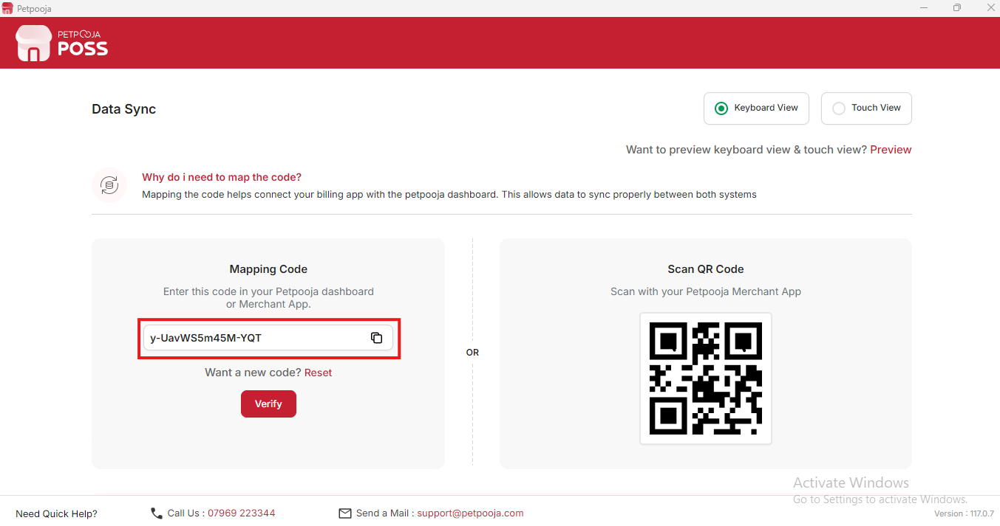 Petpooja
PETPOOJA
POSS
Data Sync
Keyboard View
Touch View
Want to preview keyboard view & touch view? Preview
Why do i need to map the code?
Mapping the code helps connect your billing app with the petpooja dashboard. This allows data to sync properly between both systems
Mapping Code
Enter this code in your Petpooja dashboard
or Merchant App.
y-UavWS5m45M-YQT
Want a new code? Reset
Verify
OR
Scan QR Code
Scan with your Petpooja Merchant App
Activate Windows
Go to Settings to activate Windows.
Need Quick Help?
Call Us : 07969 223344
Send a Mail : support@petpooja.com
Version : 117.0.7